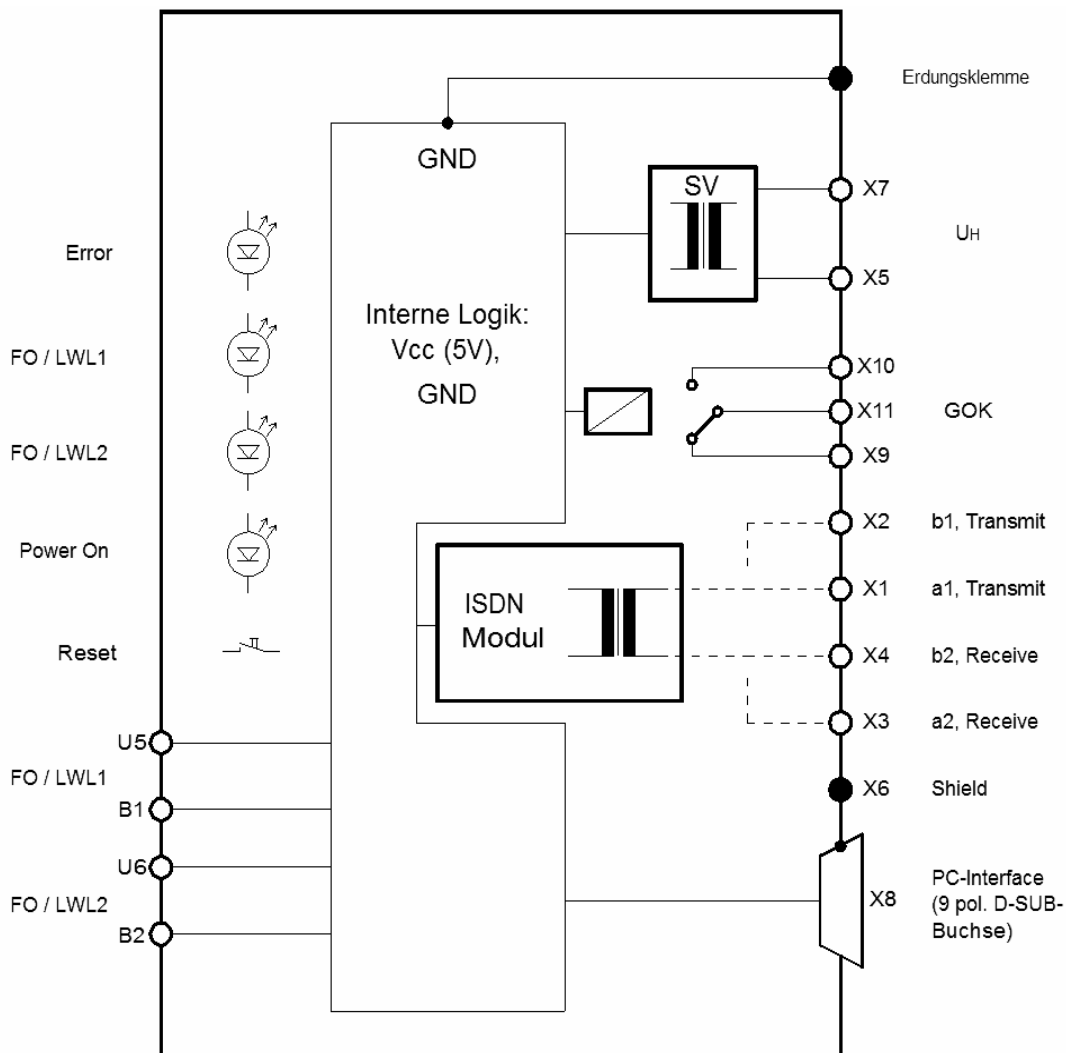 Erdungsklemme
GND
SV
X7
UH
X5
Error
Interne Logik:
Vcc (5V),
GND
FO / LWL1
X10
X11
GOK
FO / LWL2
X9
X2
b1, Transmit
Power On
ISDN
Modul
X1
a1, Transmit
Reset
X4
b2, Receive
X3
a2, Receive
U5
FO / LWL1
B1
X6
Shield
U6
FO / LWL2
B2
X8
PC-Interface
(9 pol. D-SUB-
Buchse)